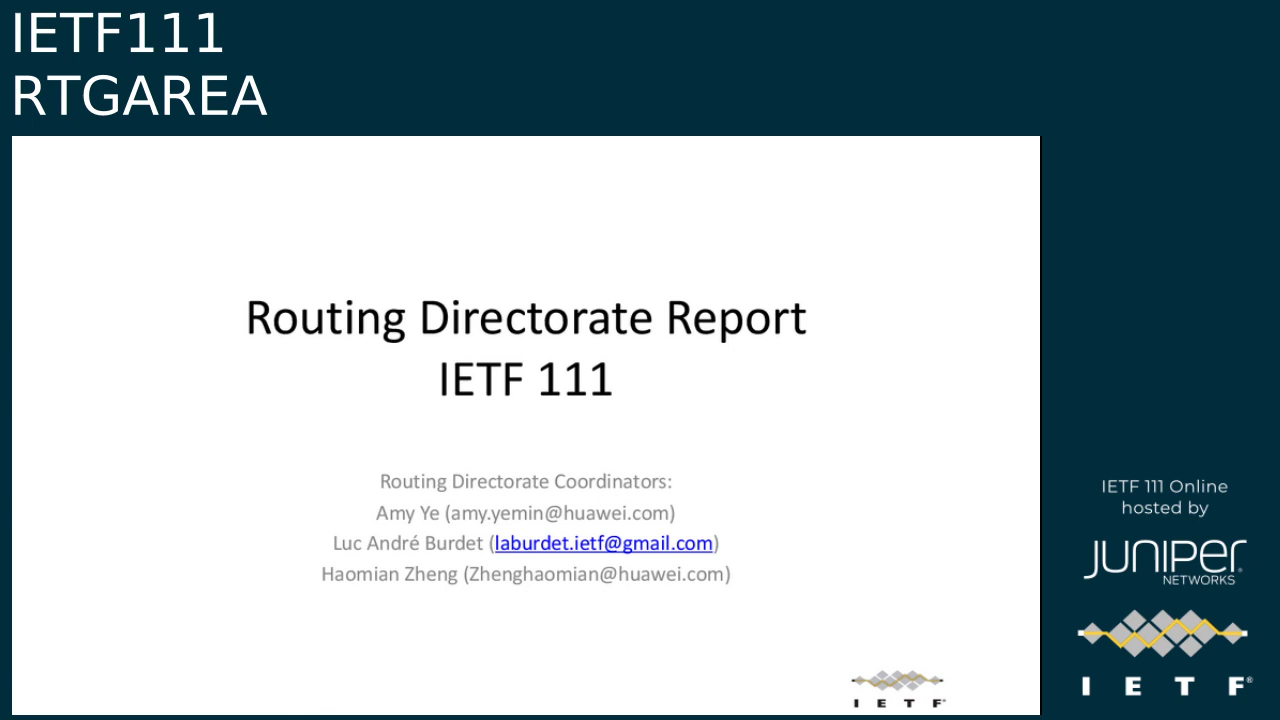 IETF111
RTGAREA
Routing Directorate Report
IETF 111
Routing Directorate Coordinators:
Amy Ye (amy.yemin@huawei.com)
Luc André Burdet (laburdet.ietf@gmail.com)
Haomian Zheng (Zhenghaomian@huawei.com)
I E T F®
IETF 111 Online
hosted by
JUNIPER
NETWORKS
I E T F®